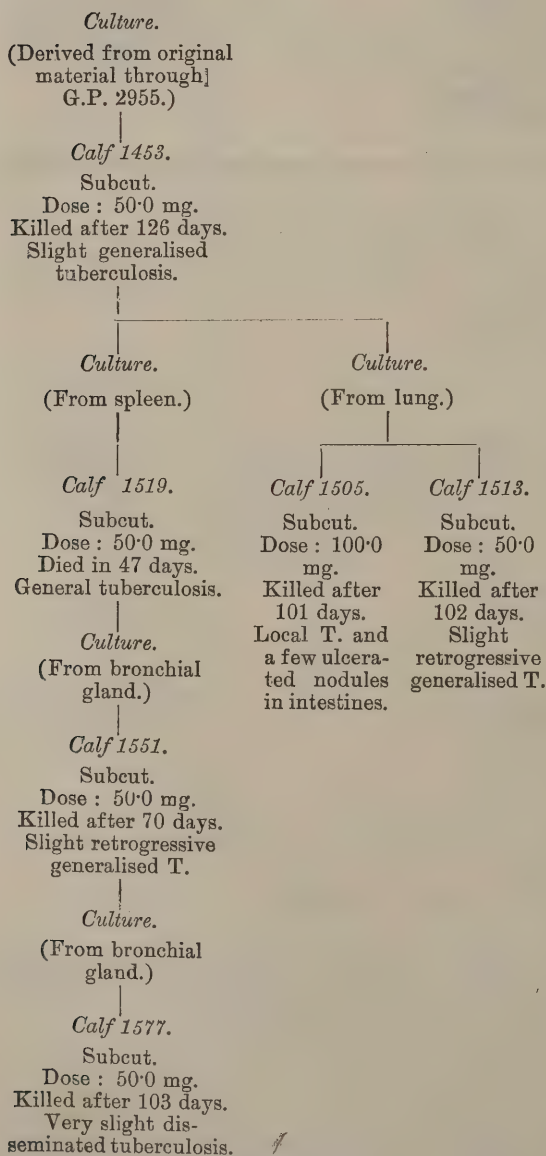 Culture.
(Derived from original
material through]
G.P. 2955.)
Calf 1453.
Subcut.
Dose : 50·0 mg.
Killed after 126 days.
Slight generalised
tuberculosis.
Culture.
(From spleen.)
Calf 1519.
Subcut.
Dose : 50·0 mg.
Died in 47 days.
General tuberculosis.
Culture.
(From bronchial
gland.)
Calf 1551.
Subcut.
Dose : 50·0 mg.
Killed after 70 days.
Slight retrogressive
generalised T.
Culture.
(From bronchial
gland.)
Calf 1577.
Subcut.
Dose : 50·0 mg.
Killed after 103 days.
Very slight dis-
seminated tuberculosis.
Culture.
(From lung.)
Calf 1505.
Subcut.
Dose : 100·0
mg.
Killed after
101 days.
Local T. and
a few ulcera-
ted nodules
in intestines.
Calf 1513.
Subcut.
Dose : 50·0
mg.
Killed after
102 days.
Slight
retrogressive
generalised T.